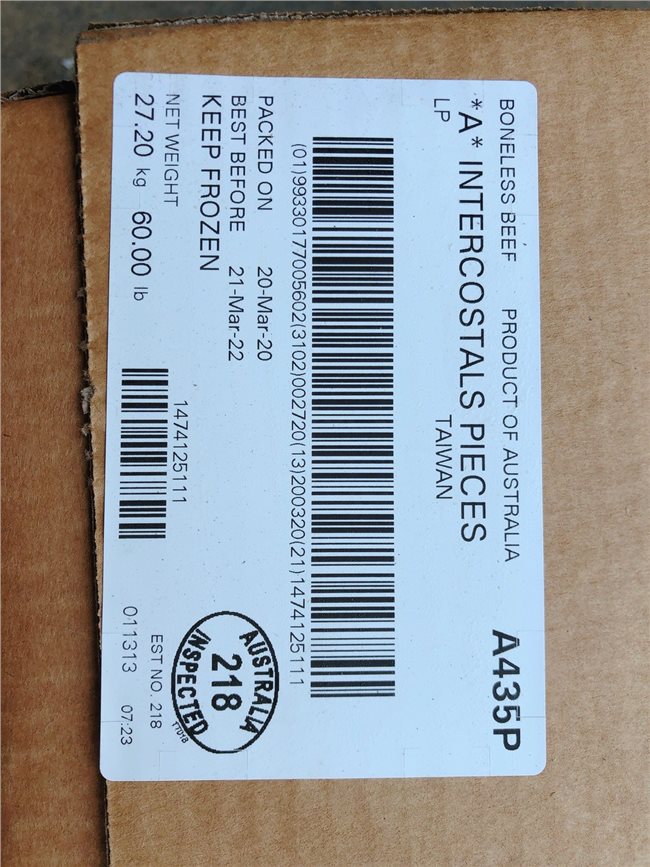 BONELESS BEEF PRODUCT OF AUSTRALIA
*A* INTERCOSTALS PIECES A435P
LP TAIWAN
(01)99330177005602(3102)002720(13)200320(21)1474125111
PACKED ON 20-Mar-20
BEST BEFORE 21-Mar-22
KEEP FROZEN
NET WEIGHT
27.20 kg 60.00 lb
1474125111
AUSTRALIA
218
INSPECTED
17018
EST NO. 218
011313 07:23